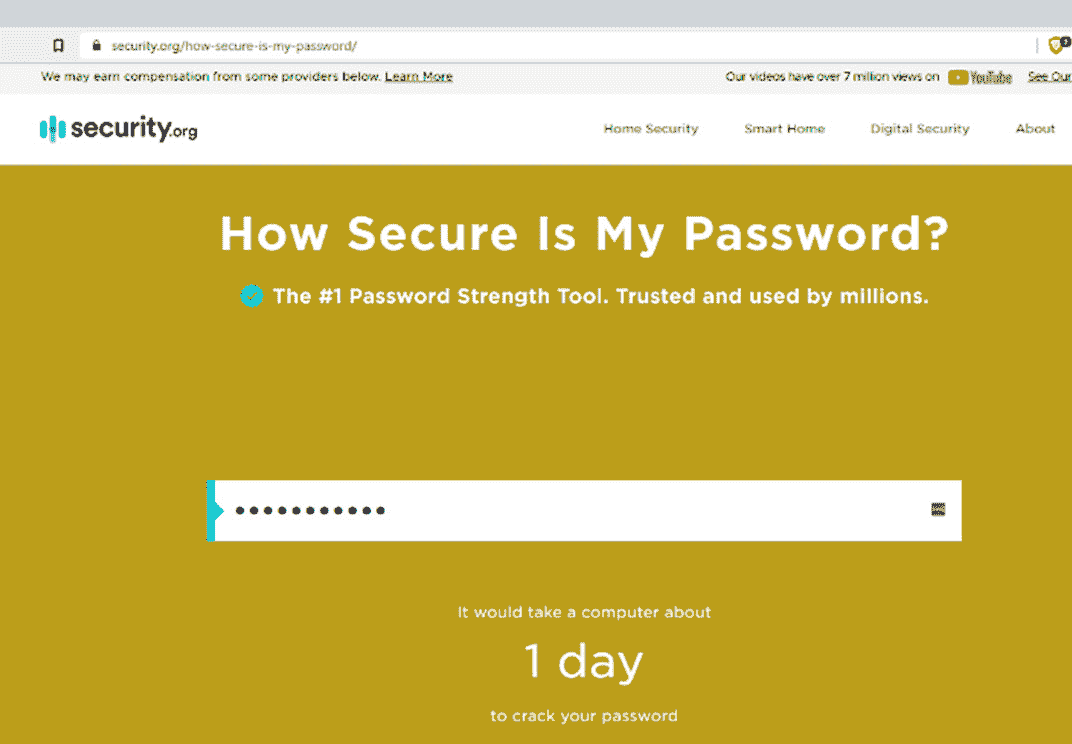 security.org/how-secure-is-my-password/
We may earn compensation from some providers below. Learn More
Our videos have over 7 million views on YouTube See Our
security.org
Home Security Smart Home Digital Security About
How Secure Is My Password?
The #1 Password Strength Tool. Trusted and used by millions.
•••••••••••
It would take a computer about
1 day
to crack your password